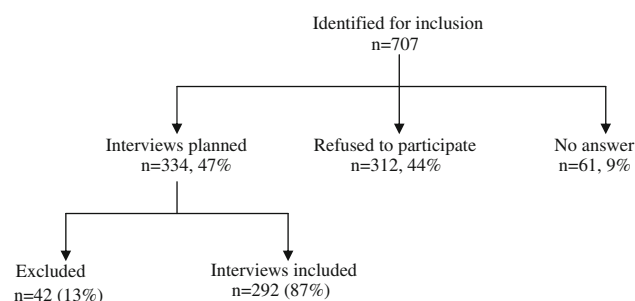 Identified for inclusion
n=707
Interviews planned
n=334, 47%
Refused to participate
n=312, 44%
No answer
n=61, 9%
Excluded
n=42 (13%)
Interviews included
n=292 (87%)